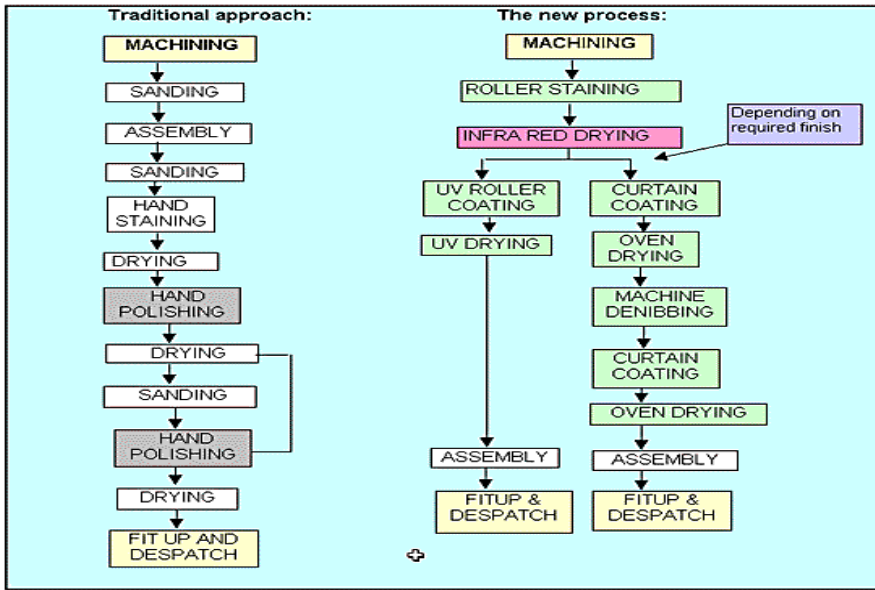 Traditional approach:
MACHINING
SANDING
ASSEMBLY
SANDING
HAND
STAINING
DRYING
HAND
POLISHING
DRYING
SANDING
HAND
POLISHING
DRYING
FIT UP AND
DESPATCH
The new process:
MACHINING
ROLLER STAINING
INFRA RED DRYING
Depending on
required finish
UV ROLLER
COATING
UV DRYING
ASSEMBLY
FITUP &
DESPATCH
CURTAIN
COATING
OVEN
DRYING
MACHINE
DENIBBING
CURTAIN
COATING
OVEN DRYING
ASSEMBLY
FITUP &
DESPATCH